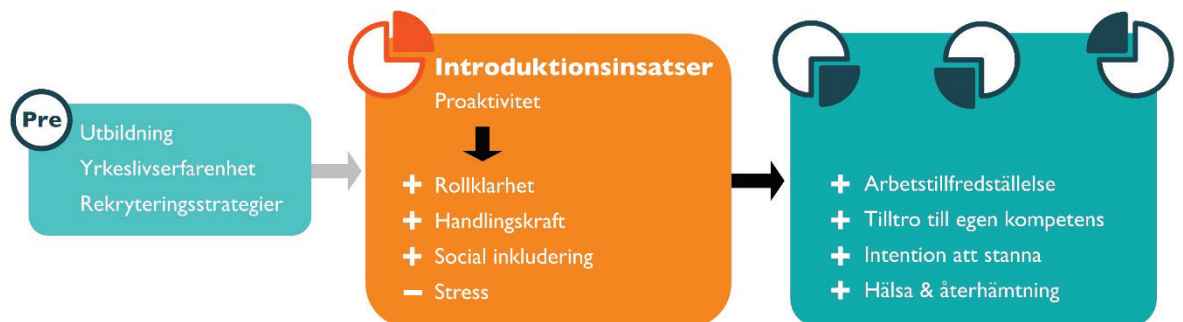 Pre
Utbildning
Yrkeslivserfarenhet
Rekryteringsstrategier
Introduktionsinsatser
Proaktivitet
+ Rollklarhet
+ Handlingskraft
+ Social inkludering
− Stress
+ Arbetstillfredställelse
+ Tilltro till egen kompetens
+ Intention att stanna
+ Hälsa & återhämtning